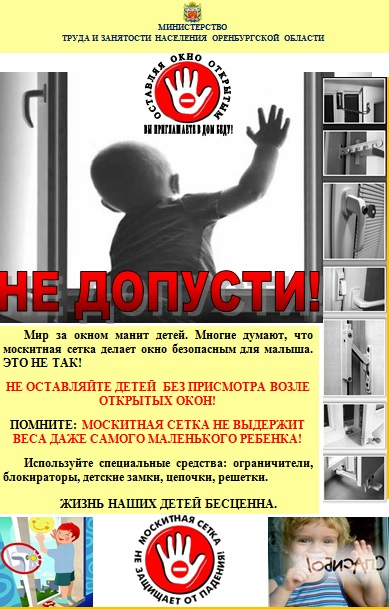 МИНИСТЕРСТВО
ТРУДА И ЗАНЯТОСТИ НАСЕЛЕНИЯ ОРЕНБУРГСКОЙ ОБЛАСТИ
ОСТАВЛЯЯ ОКНО ОТКРЫТЫМ
ВЫ ПРИГЛАШАЕТЕ В ДОМ БЕДУ!
НЕ ДОПУСТИ!
Мир за окном манит детей. Многие думают, что
москитная сетка делает окно безопасным для малыша.
ЭТО НЕ ТАК!
НЕ ОСТАВЛЯЙТЕ ДЕТЕЙ БЕЗ ПРИСМОТРА ВОЗЛЕ
ОТКРЫТЫХ ОКОН!
ПОМНИТЕ: МОСКИТНАЯ СЕТКА НЕ ВЫДЕРЖИТ
ВЕСА ДАЖЕ САМОГО МАЛЕНЬКОГО РЕБЕНКА!
Используйте специальные средства: ограничители,
блокираторы, детские замки, цепочки, решетки.
ЖИЗНЬ НАШИХ ДЕТЕЙ БЕСЦЕННА.
МОСКИТНАЯ СЕТКА
НЕ ЗАЩИЩАЕТ ОТ ПАДЕНИЯ!
СПАСИБО!